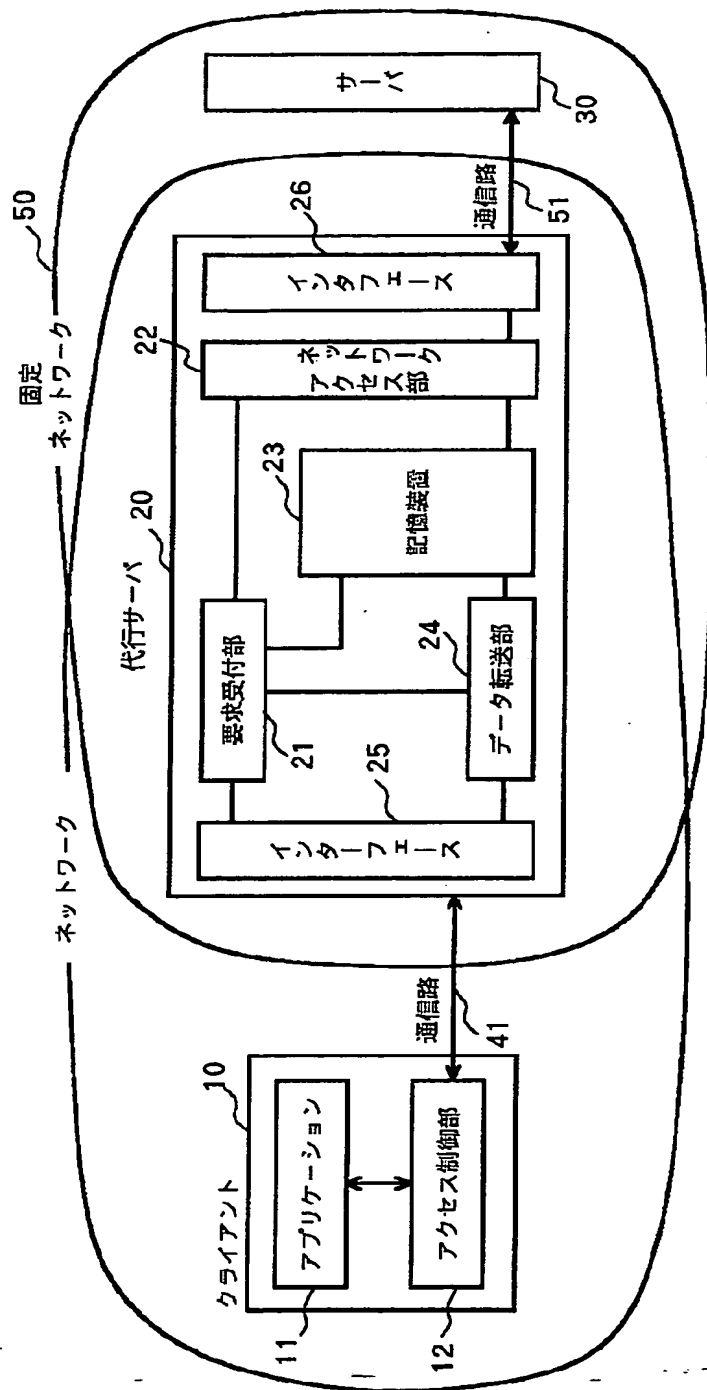 ネットワーク
固定
ネットワーク
50
クライアント
10
アプリケーション
11
アクセス制御部
12
通信路
41
代行サーバ
20
インターフェース
25
要求受付部
21
データ転送部
24
記憶装置
23
ネットワーク
アクセス部
22
インタフェース
26
通信路
51
サーバ
30